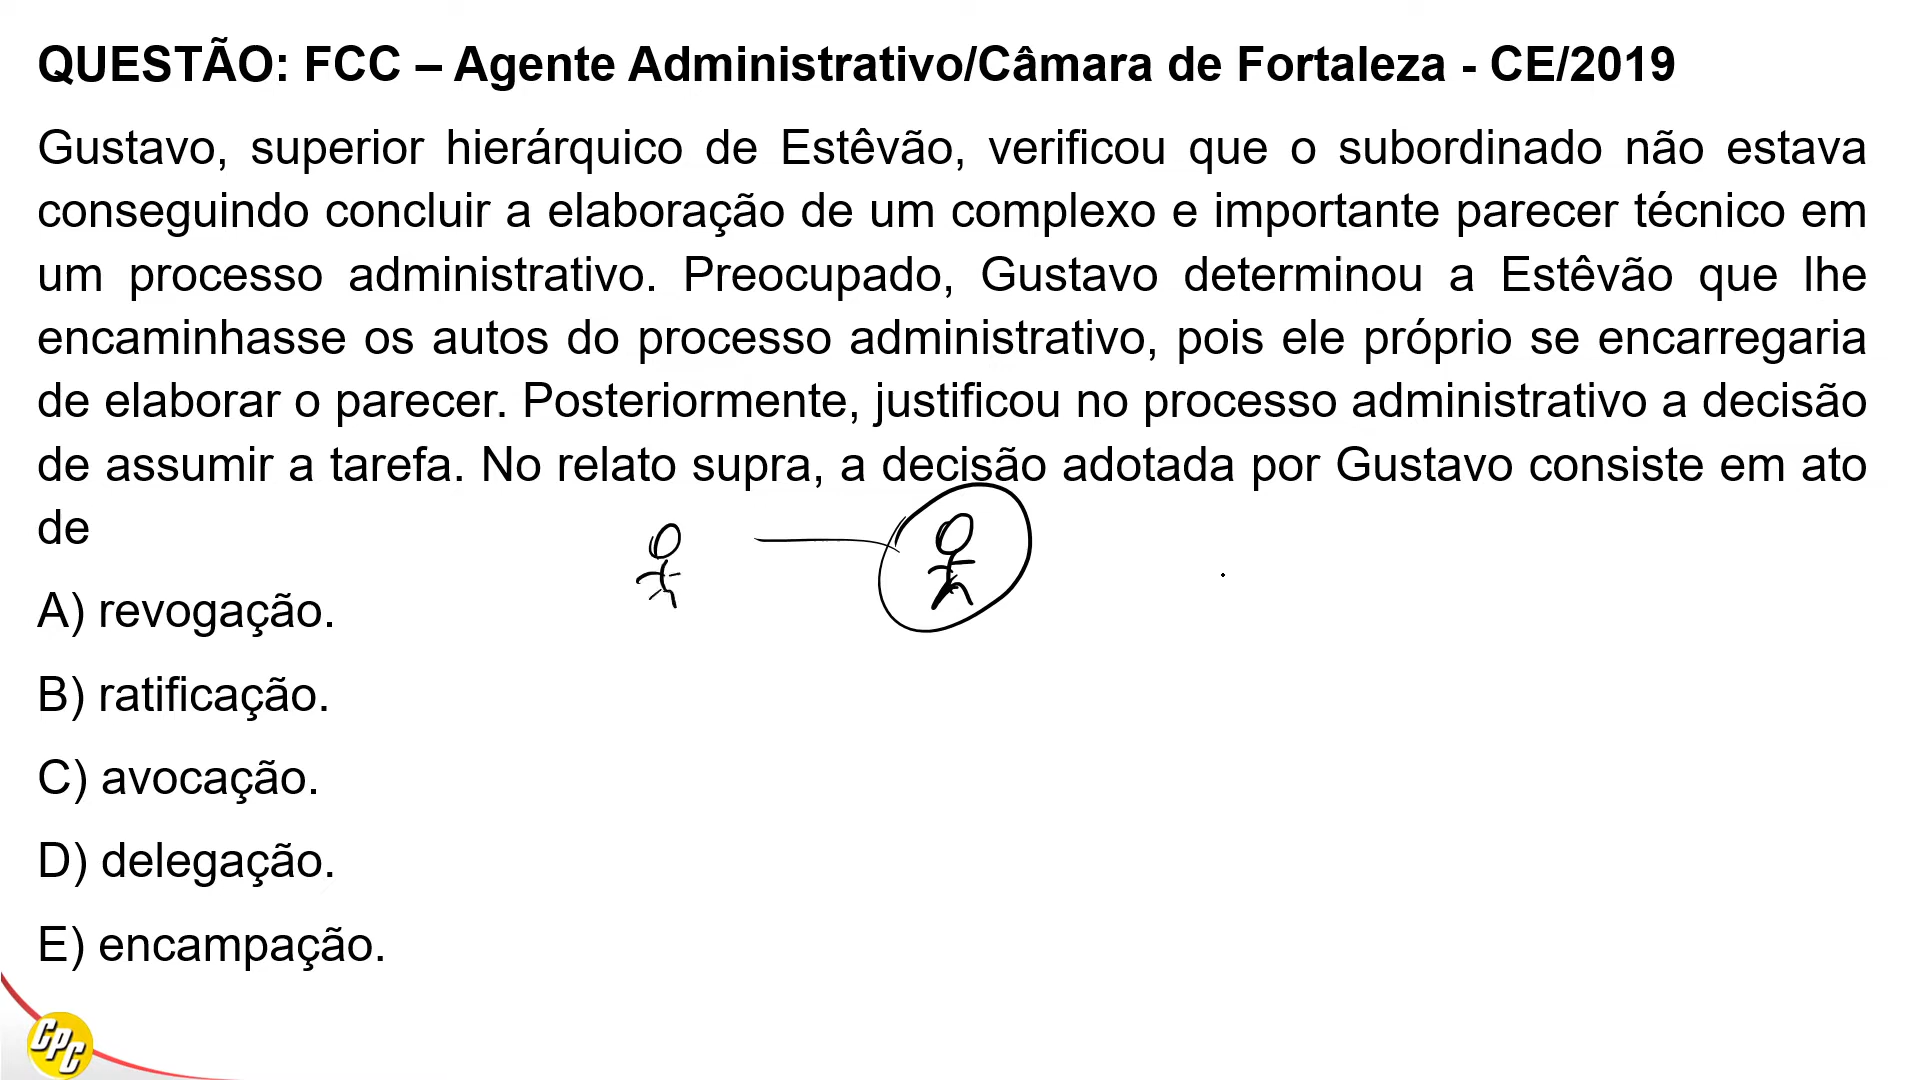 QUESTÃO: FCC – Agente Administrativo/Câmara de Fortaleza - CE/2019
Gustavo, superior hierárquico de Estêvão, verificou que o subordinado não estava
conseguindo concluir a elaboração de um complexo e importante parecer técnico em
um processo administrativo. Preocupado, Gustavo determinou a Estêvão que lhe
encaminhasse os autos do processo administrativo, pois ele próprio se encarregaria
de elaborar o parecer. Posteriormente, justificou no processo administrativo a decisão
de assumir a tarefa. No relato supra, a decisão adotada por Gustavo consiste em ato
de
A) revogação.
B) ratificação.
C) avocação.
D) delegação.
E) encampação.
CPC